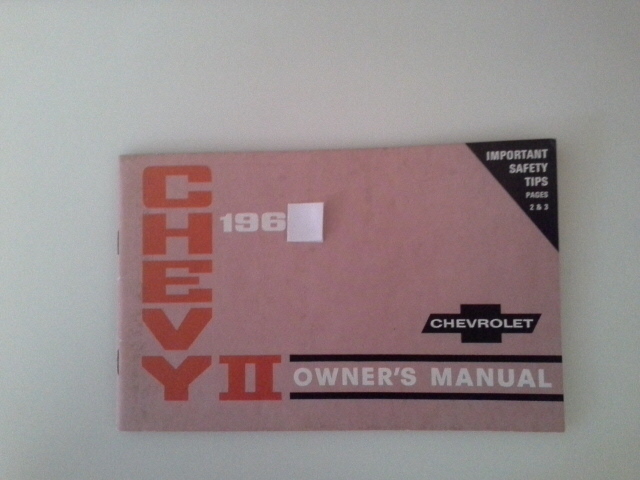 CHEVY II
196
IMPORTANT
SAFETY
TIPS
PAGES
2 & 3
CHEVROLET
OWNER'S MANUAL